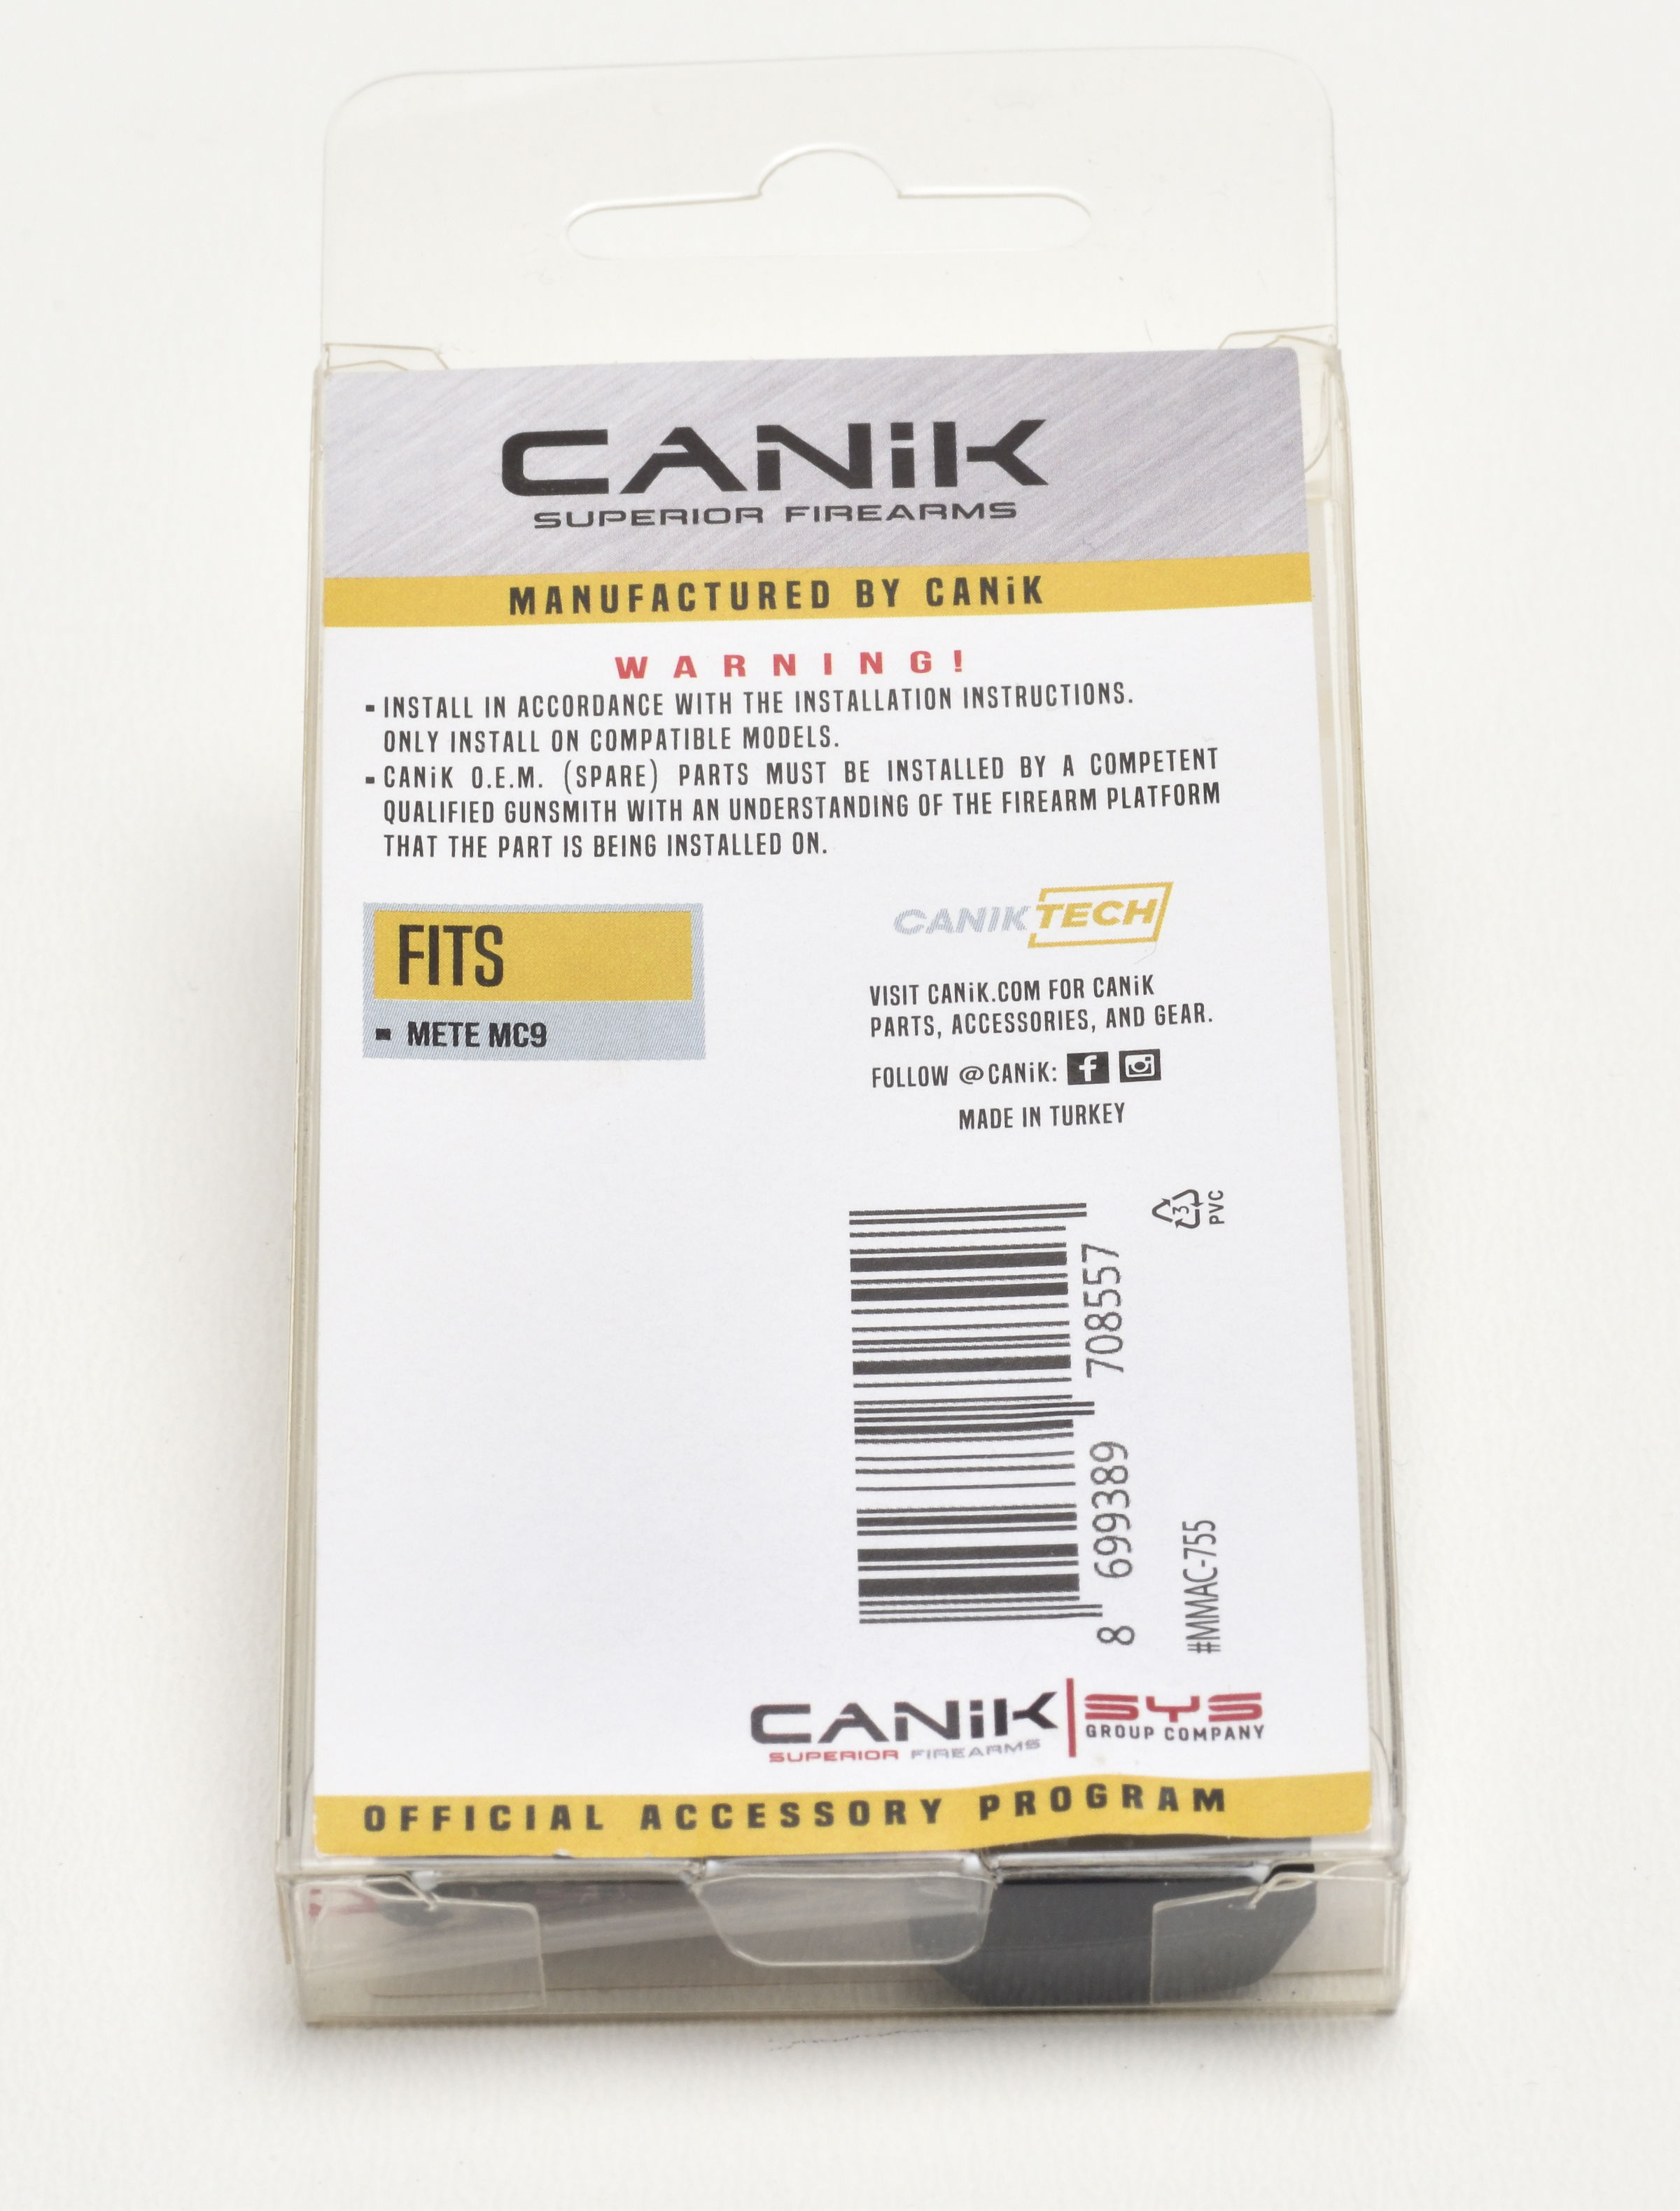 CANiK
SUPERIOR FIREARMS
MANUFACTURED BY CANiK
WARNING!
- INSTALL IN ACCORDANCE WITH THE INSTALLATION INSTRUCTIONS.
ONLY INSTALL ON COMPATIBLE MODELS.
- CANiK O.E.M. (SPARE) PARTS MUST BE INSTALLED BY A COMPETENT
QUALIFIED GUNSMITH WITH AN UNDERSTANDING OF THE FIREARM PLATFORM
THAT THE PART IS BEING INSTALLED ON.
FITS
- METE MC9
CANIK TECH
VISIT CANiK.COM FOR CANiK
PARTS, ACCESSORIES, AND GEAR.
FOLLOW @CANiK:
MADE IN TURKEY
3
PVC
8 699389 708557
#MMAC-755
CANiK
SUPERIOR FIREARMS
SYS
GROUP COMPANY
OFFICIAL ACCESSORY PROGRAM